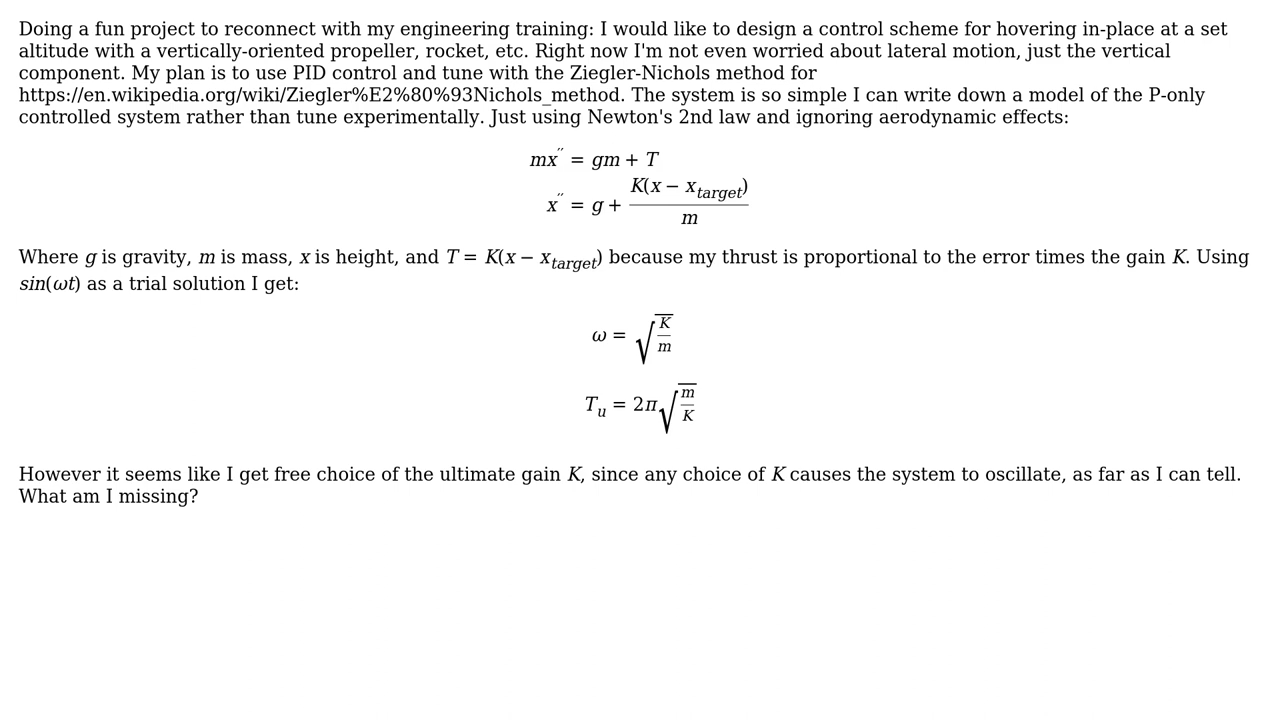 Doing a fun project to reconnect with my engineering training: I would like to design a control scheme for hovering in-place at a set
altitude with a vertically-oriented propeller, rocket, etc. Right now I'm not even worried about lateral motion, just the vertical
component. My plan is to use PID control and tune with the Ziegler-Nichols method for
https://en.wikipedia.org/wiki/Ziegler%E2%80%93Nichols_method. The system is so simple I can write down a model of the P-only
controlled system rather than tune experimentally. Just using Newton's 2nd law and ignoring aerodynamic effects:
mx′′ = gm + T
x′′ = g + K(x − x_target) / m
Where g is gravity, m is mass, x is height, and T = K(x − x_target) because my thrust is proportional to the error times the gain K. Using
sin(ωt) as a trial solution I get:
ω = √(K/m)
T_u = 2π√(m/K)
However it seems like I get free choice of the ultimate gain K, since any choice of K causes the system to oscillate, as far as I can tell.
What am I missing?